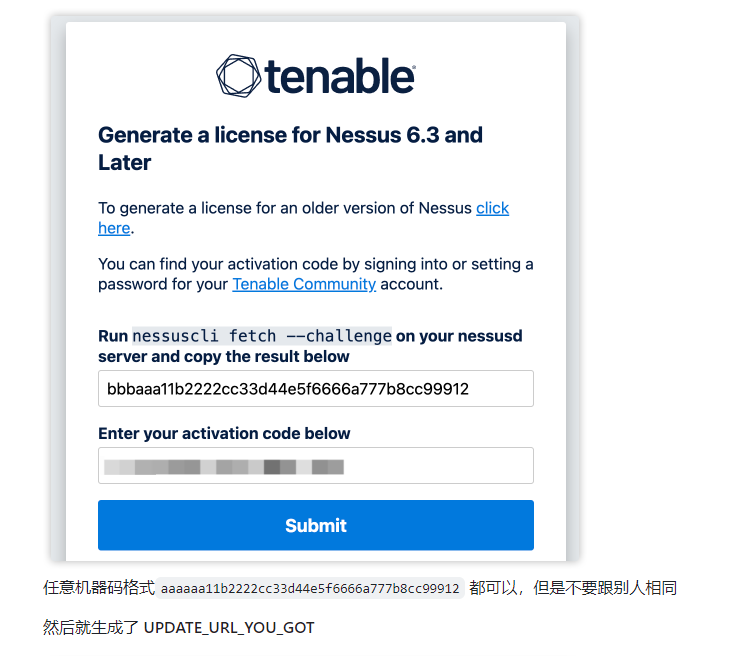 tenable
Generate a license for Nessus 6.3 and
Later
To generate a license for an older version of Nessus click
here.
You can find your activation code by signing into or setting a
password for your Tenable Community account.
Run nessuscli fetch --challenge on your nessusd
server and copy the result below
bbbaaa11b2222cc33d44e5f6666a777b8cc99912
Enter your activation code below
Submit
任意机器码格式 aaaaaa11b2222cc33d44e5f6666a777b8cc99912 都可以，但是不要跟别人相同
然后就生成了 UPDATE_URL_YOU_GOT